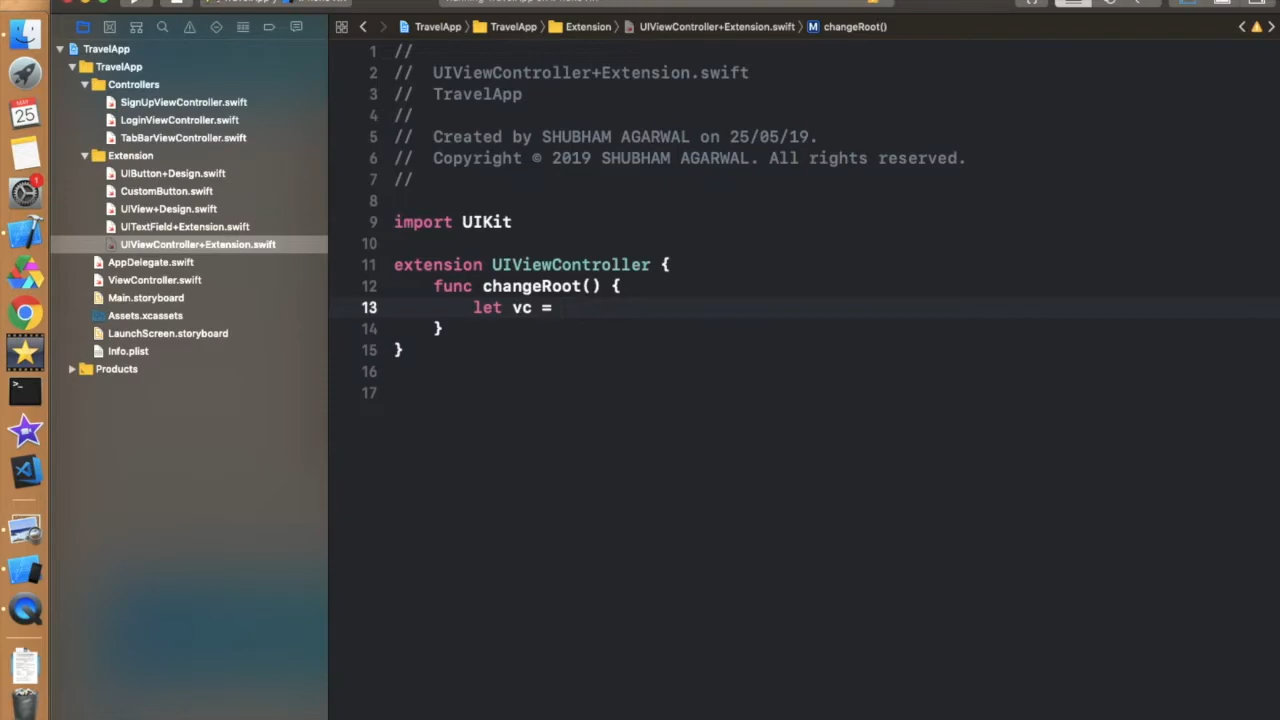 TravelApp TravelApp Extension UIViewController+Extension.swift M changeRoot()
TravelApp
TravelApp
Controllers
SignUpViewController.swift
LoginViewController.swift
TabBarViewController.swift
Extension
UIButton+Design.swift
CustomButton.swift
UIView+Design.swift
UITextField+Extension.swift
UIViewController+Extension.swift
AppDelegate.swift
ViewController.swift
Main.storyboard
Assets.xcassets
LaunchScreen.storyboard
Info.plist
Products
MAY
25
1
1 //
2 // UIViewController+Extension.swift
3 // TravelApp
4 //
5 // Created by SHUBHAM AGARWAL on 25/05/19.
6 // Copyright © 2019 SHUBHAM AGARWAL. All rights reserved.
7 //
8
9 import UIKit
10
11 extension UIViewController {
12 func changeRoot() {
13 let vc =
14 }
15 }
16
17